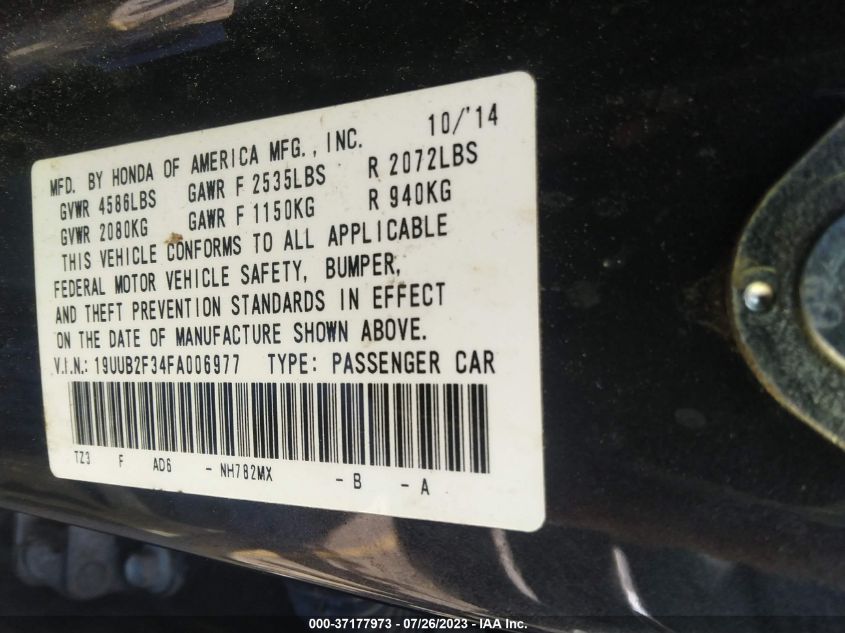 MFD. BY HONDA OF AMERICA MFG., INC. 10/'14
GVWR 4586LBS GAWR F 2535LBS R 2072LBS
GVWR 2080KG GAWR F 1150KG R 940KG
THIS VEHICLE CONFORMS TO ALL APPLICABLE
FEDERAL MOTOR VEHICLE SAFETY, BUMPER,
AND THEFT PREVENTION STANDARDS IN EFFECT
ON THE DATE OF MANUFACTURE SHOWN ABOVE.
V.I.N.: 19UUB2F34FA006977 TYPE: PASSENGER CAR
TZ3 F AD6 - NH782MX - B - A
000-37177973 / 07/26/2023 - IAA Inc.